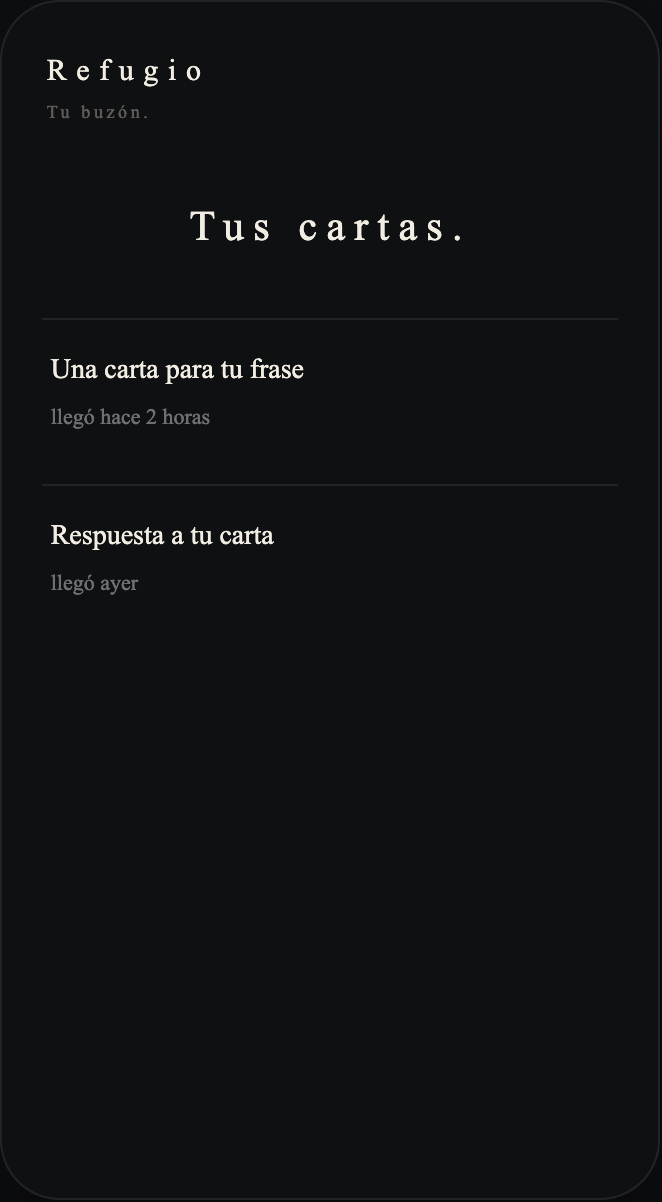 Refugio
Tu buzón.
Tus cartas.
Una carta para tu frase
llegó hace 2 horas
Respuesta a tu carta
llegó ayer